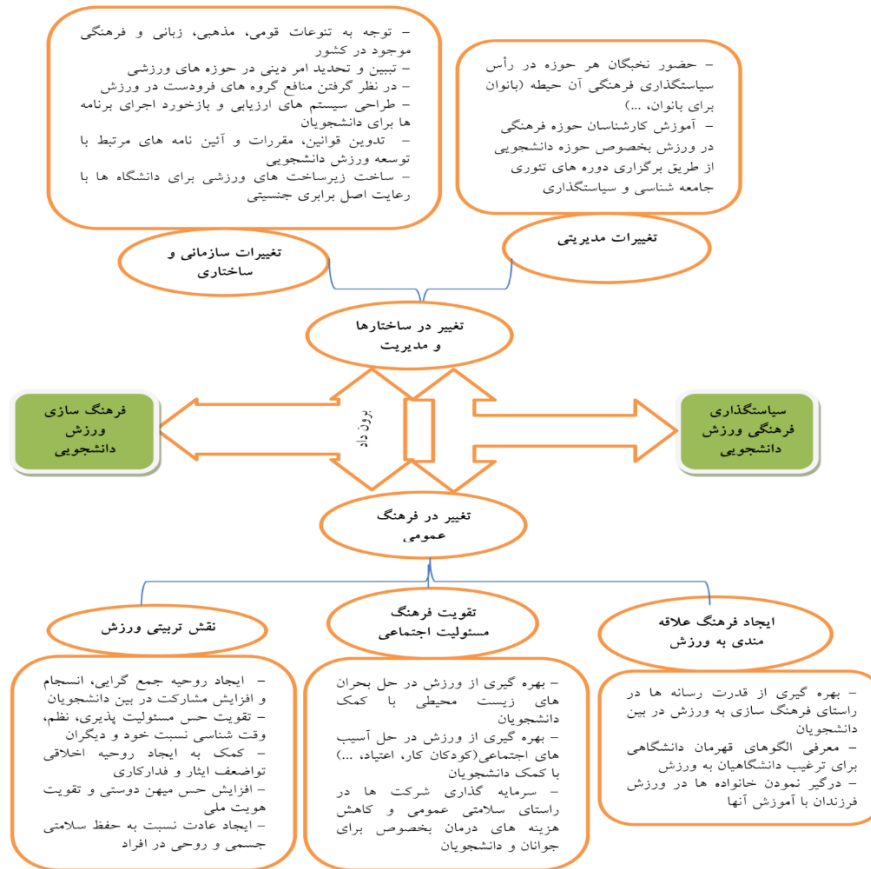 – حضور نخبگان هر حوزه در رأس
سیاستگذاری فرهنگی آن حیطه (بانوان
برای بانوان، ...)
– آموزش کارشناسان حوزه فرهنگی
در ورزش بخصوص حوزه دانشجویی
از طریق برگزاری دوره های تئوری
جامعه شناسی و سیاستگذاری
– توجه به تنوعات قومی، مذهبی، زبانی و فرهنگی
موجود در کشور
– تبیین و تحدید امر دینی در حوزه های ورزشی
– در نظر گرفتن منافع گروه های فرودست در ورزش
– طراحی سیستم های ارزیابی و بازخورد اجرای برنامه
ها برای دانشجویان
– تدوین قوانین، مقررات و آئین نامه های مرتبط با
توسعه ورزش دانشجویی
– ساخت زیرساخت های ورزشی برای دانشگاه ها با
رعایت اصل برابری جنسیتی
تغییرات مدیریتی
تغییرات سازمانی و
ساختاری
تغییر در ساختارها
و مدیریت
سیاستگذاری
فرهنگی ورزش
دانشجویی
برون داد
فرهنگ سازی
ورزش
دانشجویی
تغییر در فرهنگ
عمومی
ایجاد فرهنگ علاقه
مندی به ورزش
تقویت فرهنگ
مسئولیت اجتماعی
نقش تربیتی ورزش
– بهره گیری از قدرت رسانه ها در
راستای فرهنگ سازی به ورزش در بین
دانشجویان
– معرفی الگوهای قهرمان دانشگاهی
برای ترغیب دانشگاهیان به ورزش
– درگیر نمودن خانواده ها در ورزش
فرزندان با آموزش آنها
– بهره گیری از ورزش در حل بحران
های زیست محیطی با کمک
دانشجویان
– بهره گیری از ورزش در حل آسیب
های اجتماعی(کودکان کار، اعتیاد، ...)
با کمک دانشجویان
– سرمایه گذاری شرکت ها در
راستای سلامتی عمومی و کاهش
هزینه های درمان بخصوص برای
جوانان و دانشجویان
– ایجاد روحیه جمع گرایی، انسجام
و افزایش مشارکت در بین دانشجویان
– تقویت حس مسئولیت پذیری، نظم،
وقت شناسی نسبت خود و دیگران
– کمک به ایجاد روحیه اخلاقی
تواضعف ایثار و فدارکاری
– افزایش حس میهن دوستی و تقویت
هویت ملی
– ایجاد عادت نسبت به حفظ سلامتی
جسمی و روحی در افراد